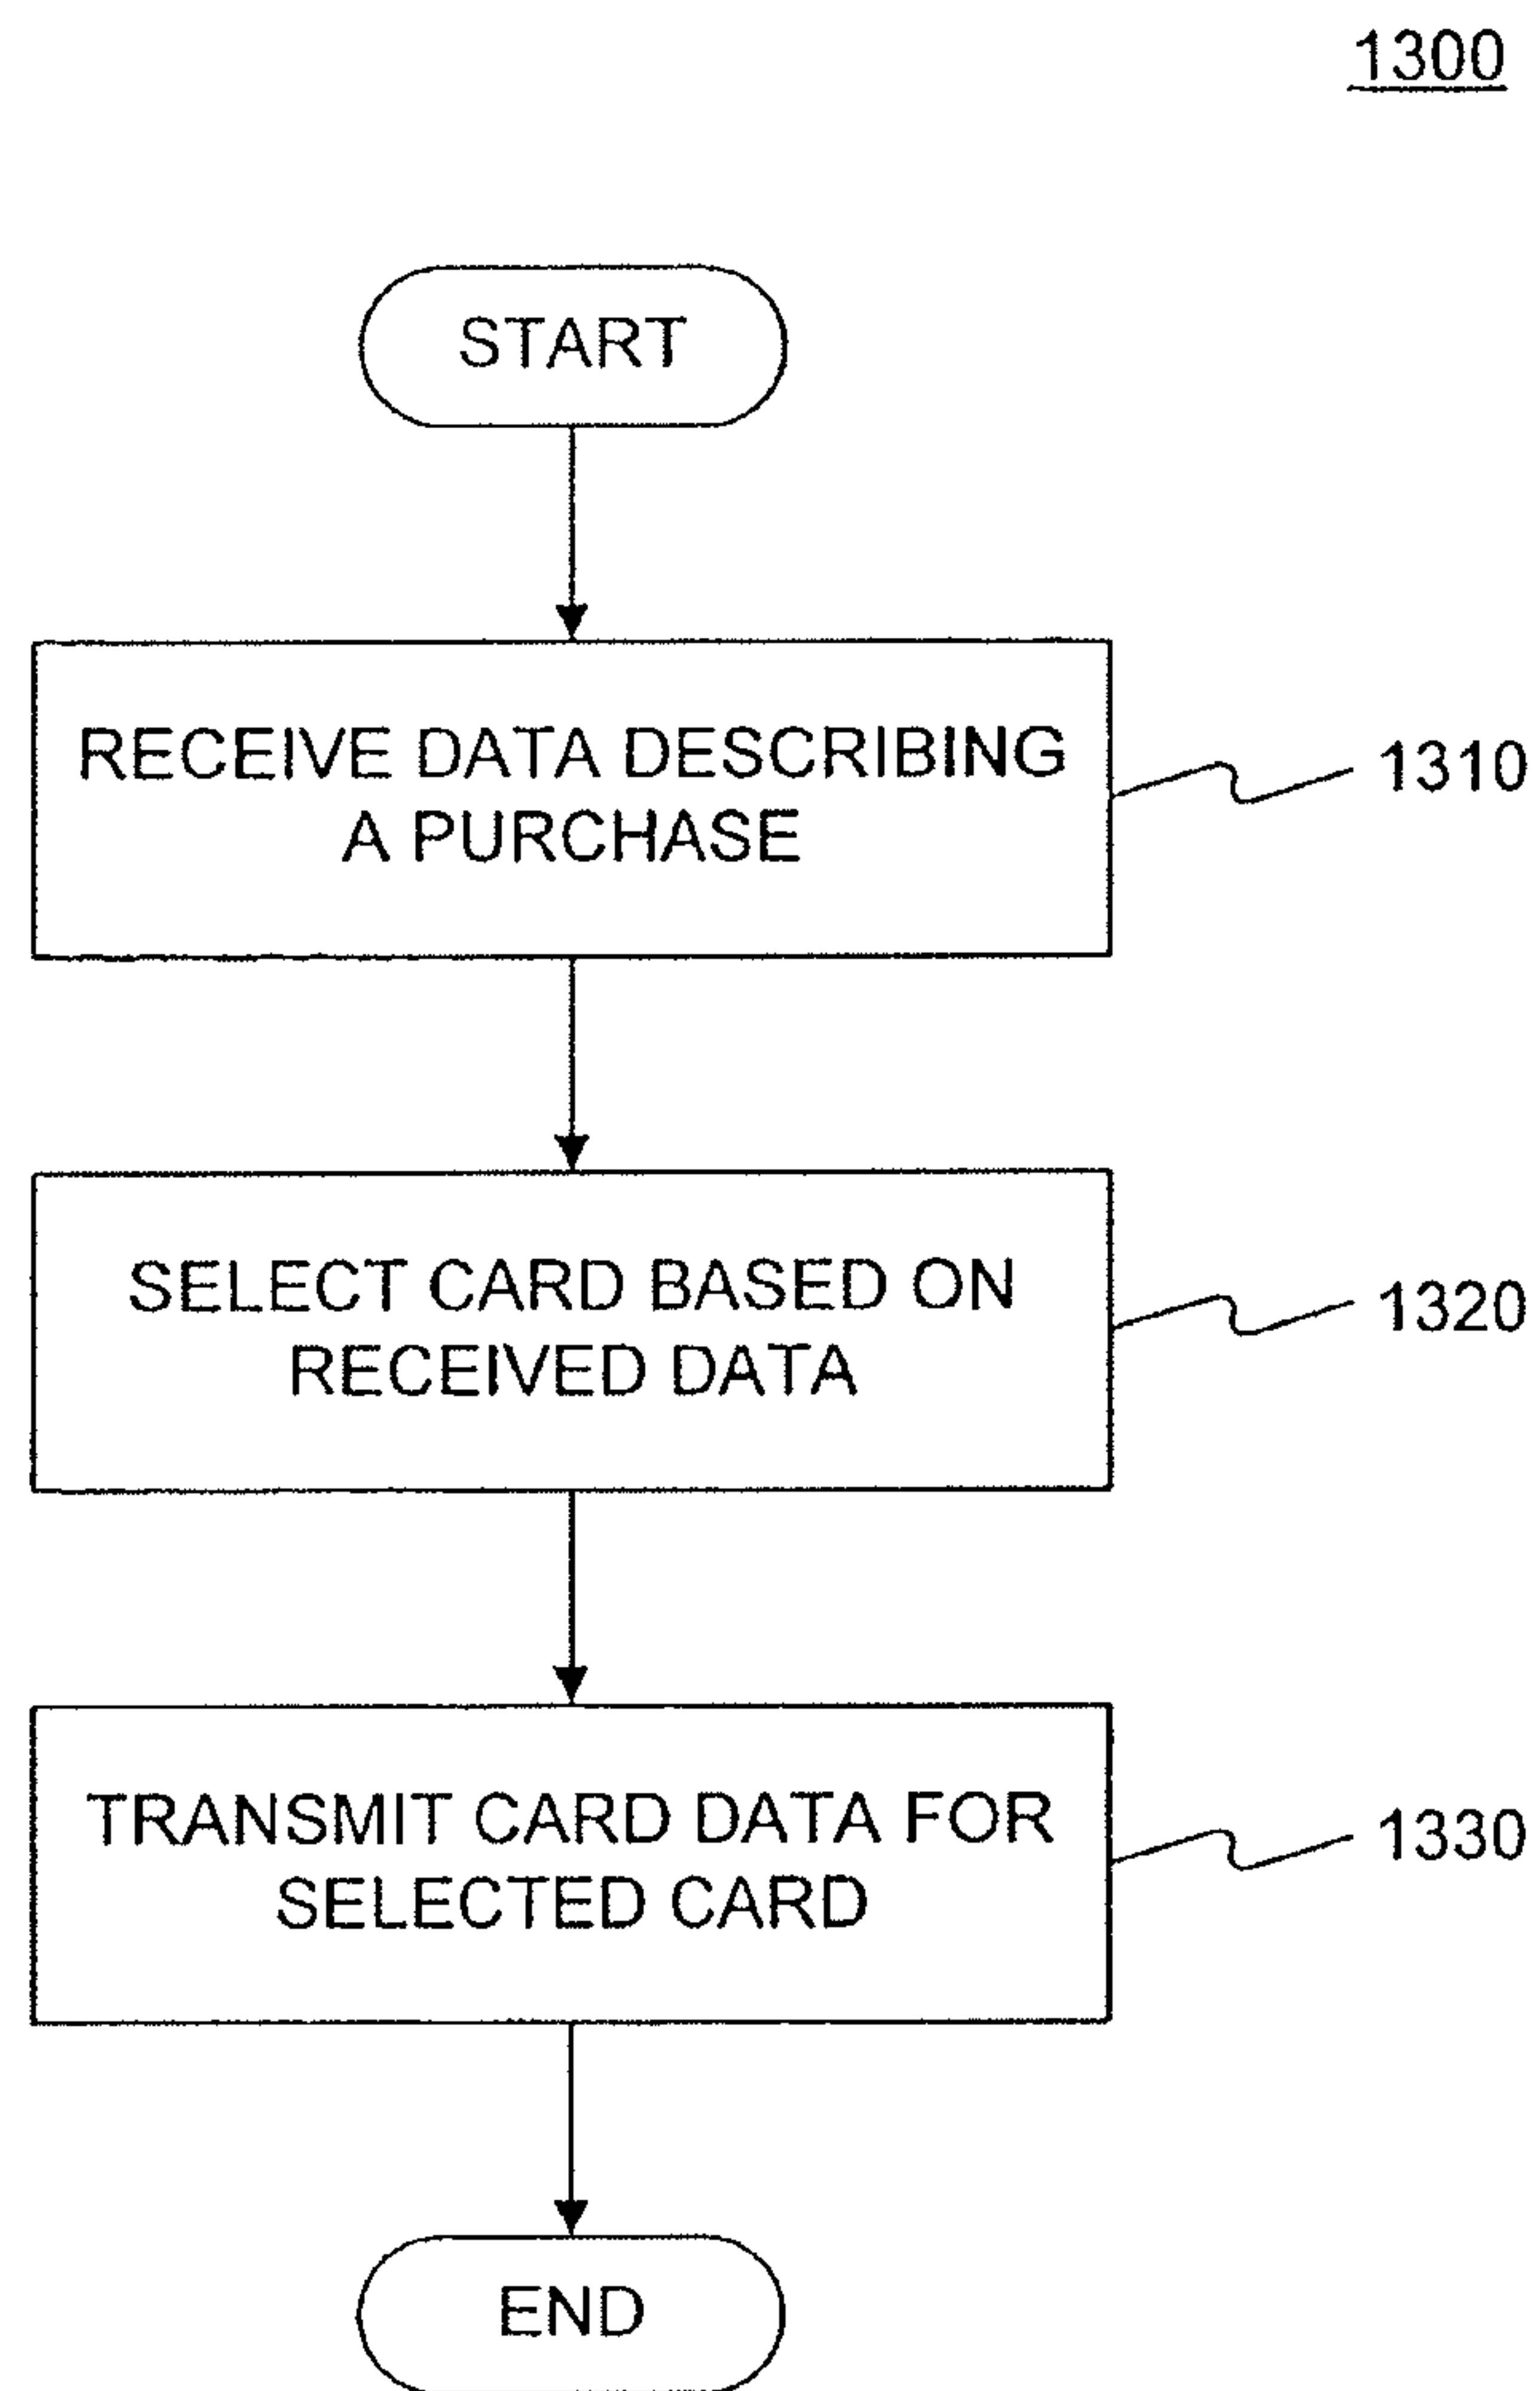 1300
START
RECEIVE DATA DESCRIBING
A PURCHASE
1310
SELECT CARD BASED ON
RECEIVED DATA
1320
TRANSMIT CARD DATA FOR
SELECTED CARD
1330
END